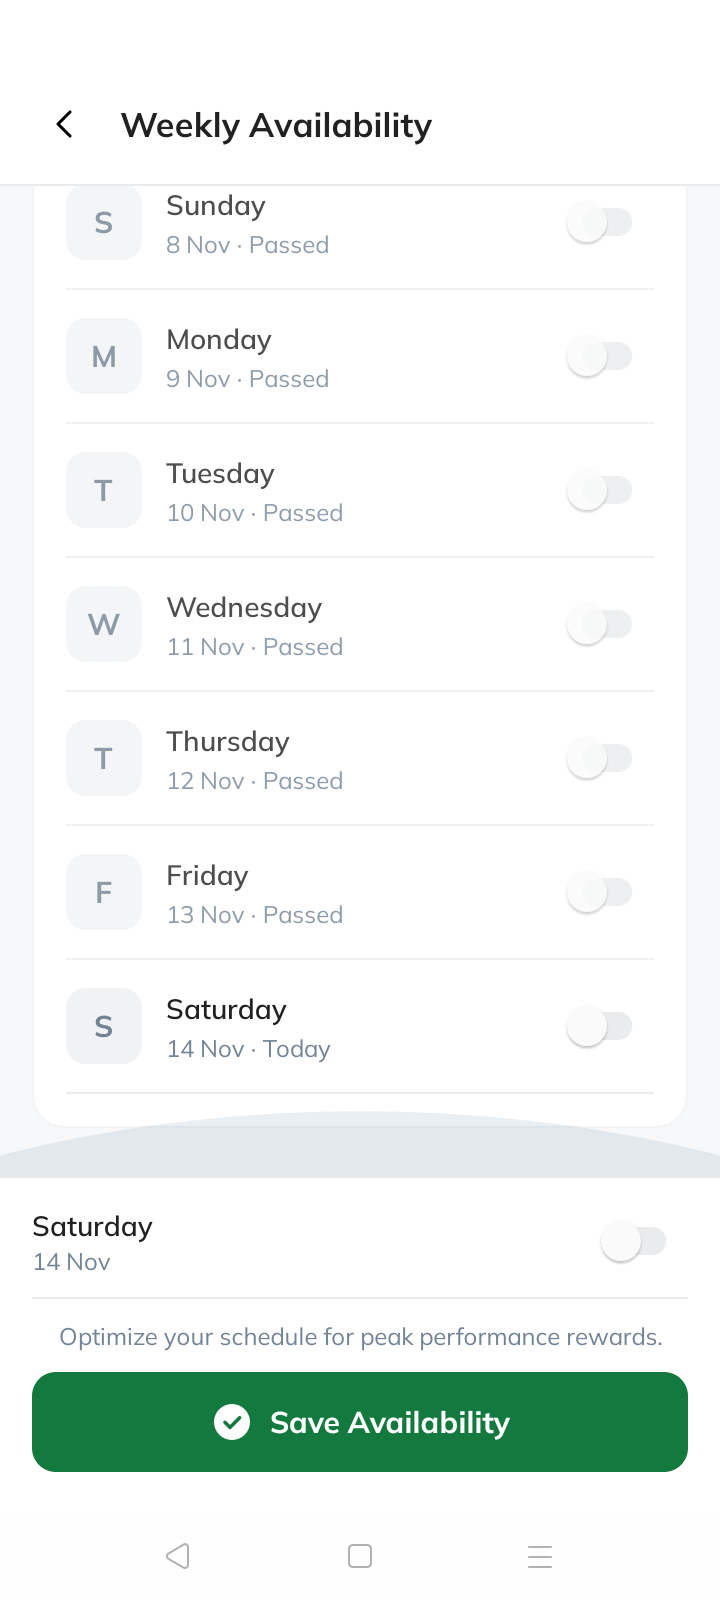 Weekly Availability
S
Sunday
8 Nov · Passed
M
Monday
9 Nov · Passed
T
Tuesday
10 Nov · Passed
W
Wednesday
11 Nov · Passed
T
Thursday
12 Nov · Passed
F
Friday
13 Nov · Passed
S
Saturday
14 Nov · Today
Saturday
14 Nov
Optimize your schedule for peak performance rewards.
Save Availability